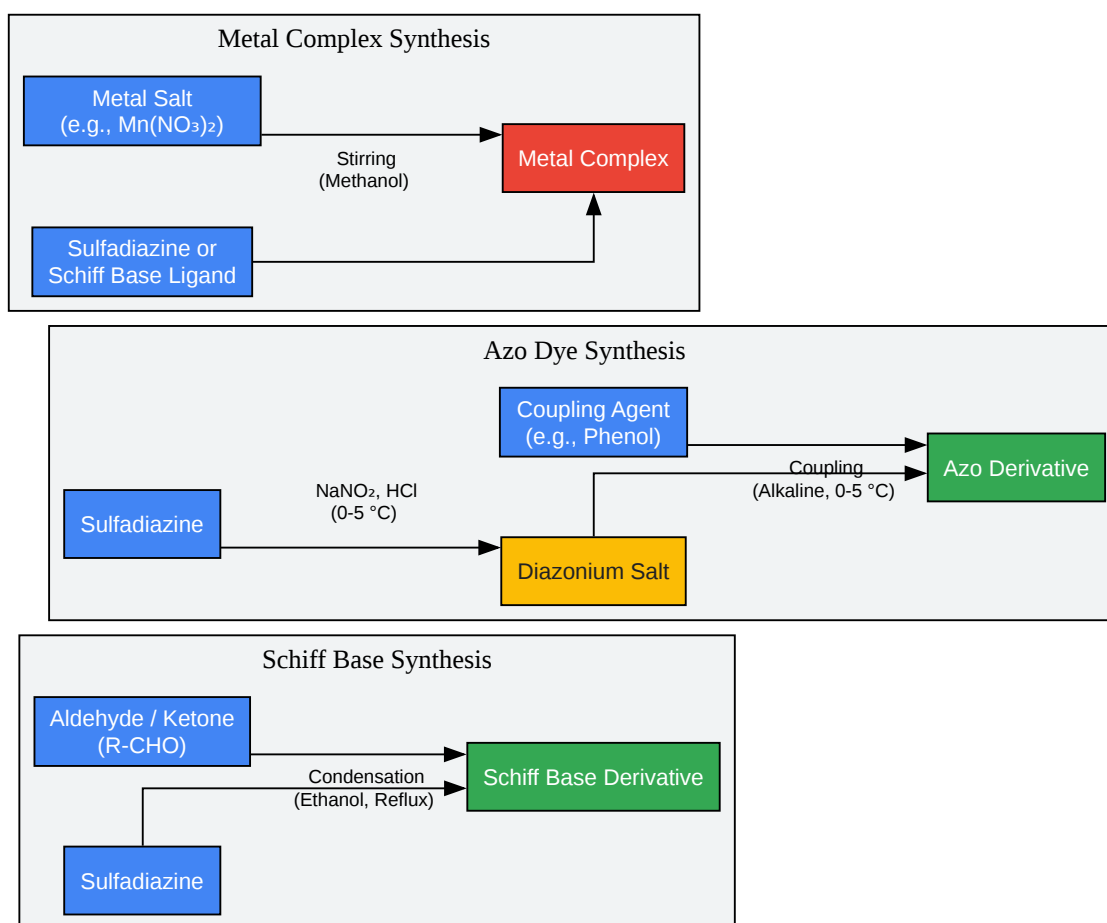 Metal Complex Synthesis
Metal Salt
(e.g., Mn(NO₃)₂)
Stirring
(Methanol)
Metal Complex
Sulfadiazine or
Schiff Base Ligand
Azo Dye Synthesis
Coupling Agent
(e.g., Phenol)
Coupling
(Alkaline, 0-5 °C)
Azo Derivative
Sulfadiazine
NaNO₂, HCl
(0-5 °C)
Diazonium Salt
Schiff Base Synthesis
Aldehyde / Ketone
(R-CHO)
Condensation
(Ethanol, Reflux)
Schiff Base Derivative
Sulfadiazine